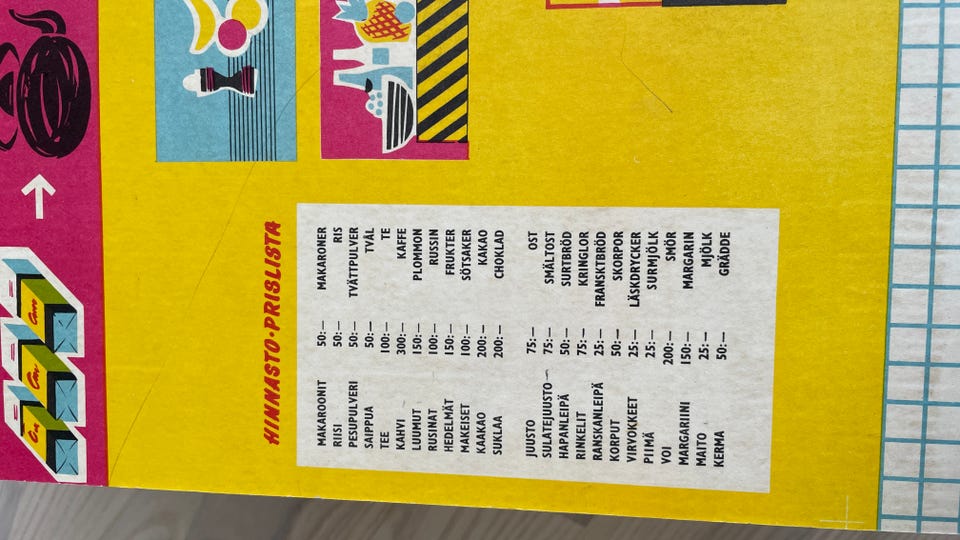 HINNASTO·PRISLISTA
MAKAROONIT 50:— MAKARONER
RIISI 50:— RIS
PESUPULVERI 50:— TVÄTTPULVER
SAIPPUA 50:— TVÅL
TEE 100:— TE
KAHVI 300:— KAFFE
LUUMUT 150:— PLOMMON
RUSINAT 100:— RUSSIN
HEDELMÄT 150:— FRUKTER
MAKEISET 100:— SÖTSAKER
KAAKAO 200:— KAKAO
SUKLAA 200:— CHOKLAD
JUUSTO 75:— OST
SULATEJUUSTO 75:— SMÄLTOST
HAPANLEIPÄ 50:— SURTBRÖD
RINKELIT 75:— KRINGLOR
RANSKANLEIPÄ 25:— FRANSKTBRÖD
KORPUT 50:— SKORPOR
VIRVOKKEET 25:— LÄSKDRYCKER
PIIMÄ 25:— SURMJÖLK
VOI 200:— SMÖR
MARGARIINI 150:— MARGARIN
MAITO 25:— MJÖLK
KERMA 50:— GRÄDDE